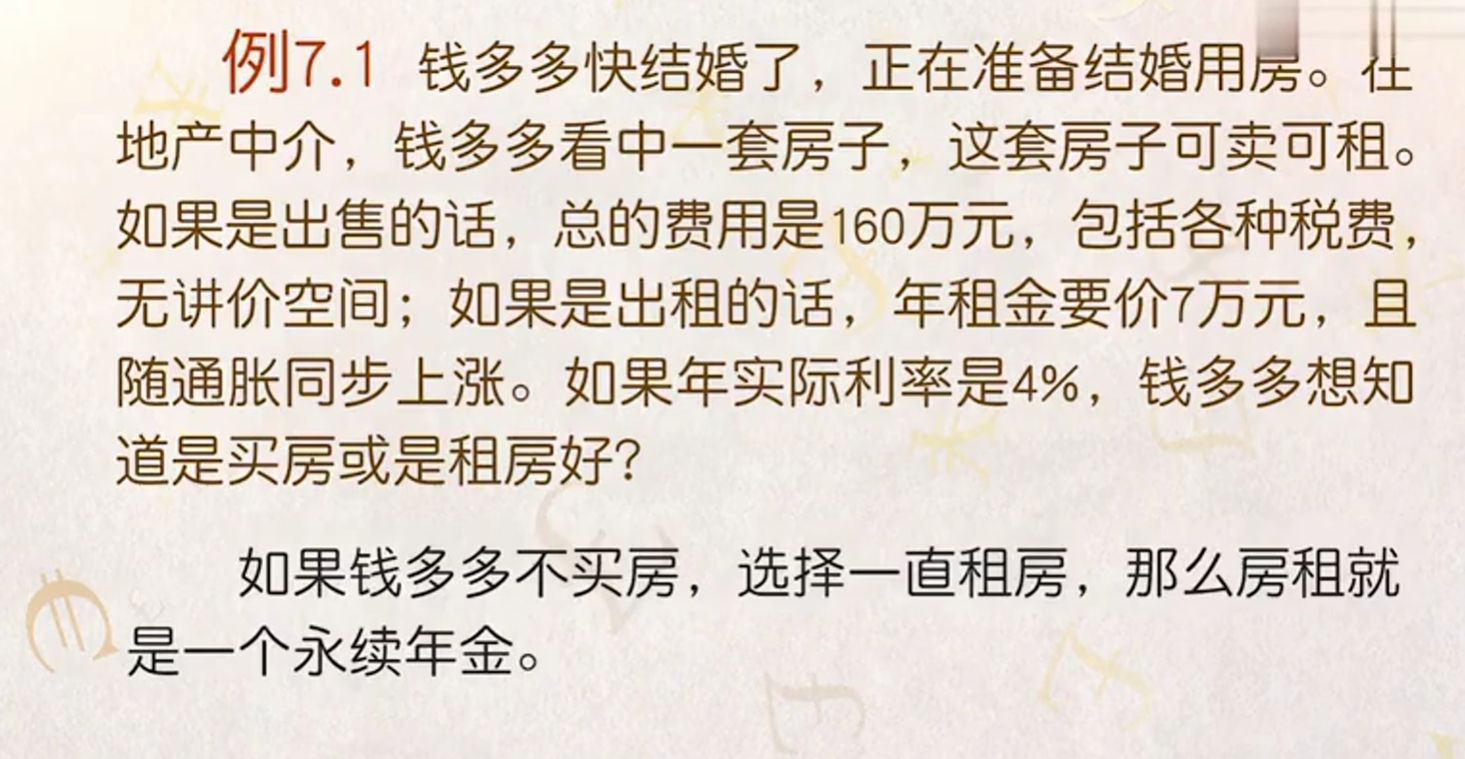 例7.1 钱多多快结婚了，正在准备结婚用房。在
地产中介，钱多多看中一套房子，这套房子可卖可租。
如果是出售的话，总的费用是160万元，包括各种税费，
无讲价空间；如果是出租的话，年租金要价7万元，且
随通胀同步上涨。如果年实际利率是4%，钱多多想知
道是买房或是租房好？
如果钱多多不买房，选择一直租房，那么房租就
是一个永续年金。